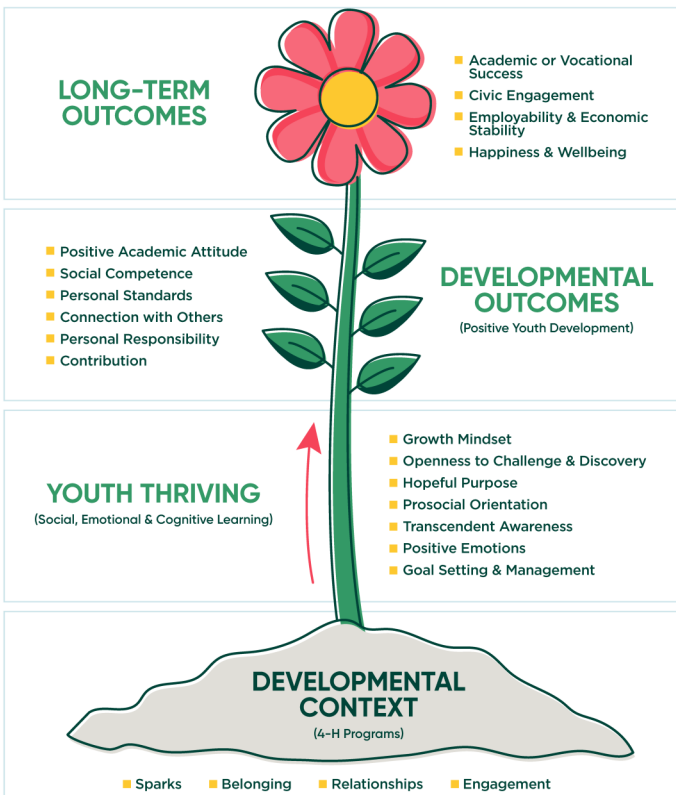 LONG-TERM
OUTCOMES
Academic or Vocational
Success
Civic Engagement
Employability & Economic
Stability
Happiness & Wellbeing
Positive Academic Attitude
Social Competence
Personal Standards
Connection with Others
Personal Responsibility
Contribution
DEVELOPMENTAL
OUTCOMES
(Positive Youth Development)
YOUTH THRIVING
(Social, Emotional & Cognitive Learning)
Growth Mindset
Openness to Challenge & Discovery
Hopeful Purpose
Prosocial Orientation
Transcendent Awareness
Positive Emotions
Goal Setting & Management
DEVELOPMENTAL
CONTEXT
(4-H Programs)
Sparks Belonging Relationships Engagement